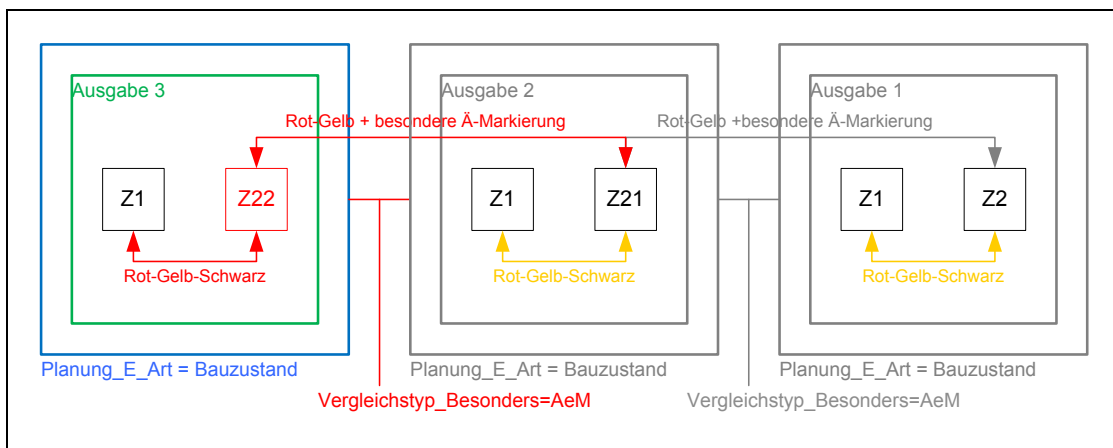 Ausgabe 3
Ausgabe 2
Ausgabe 1
Rot-Gelb + besondere Ä-Markierung
Rot-Gelb +besondere Ä-Markierung
Z1
Z22
Z1
Z21
Z1
Z2
Rot-Gelb-Schwarz
Rot-Gelb-Schwarz
Rot-Gelb-Schwarz
Planung_E_Art = Bauzustand
Planung_E_Art = Bauzustand
Planung_E_Art = Bauzustand
Vergleichstyp_Besonders=AeM
Vergleichstyp_Besonders=AeM